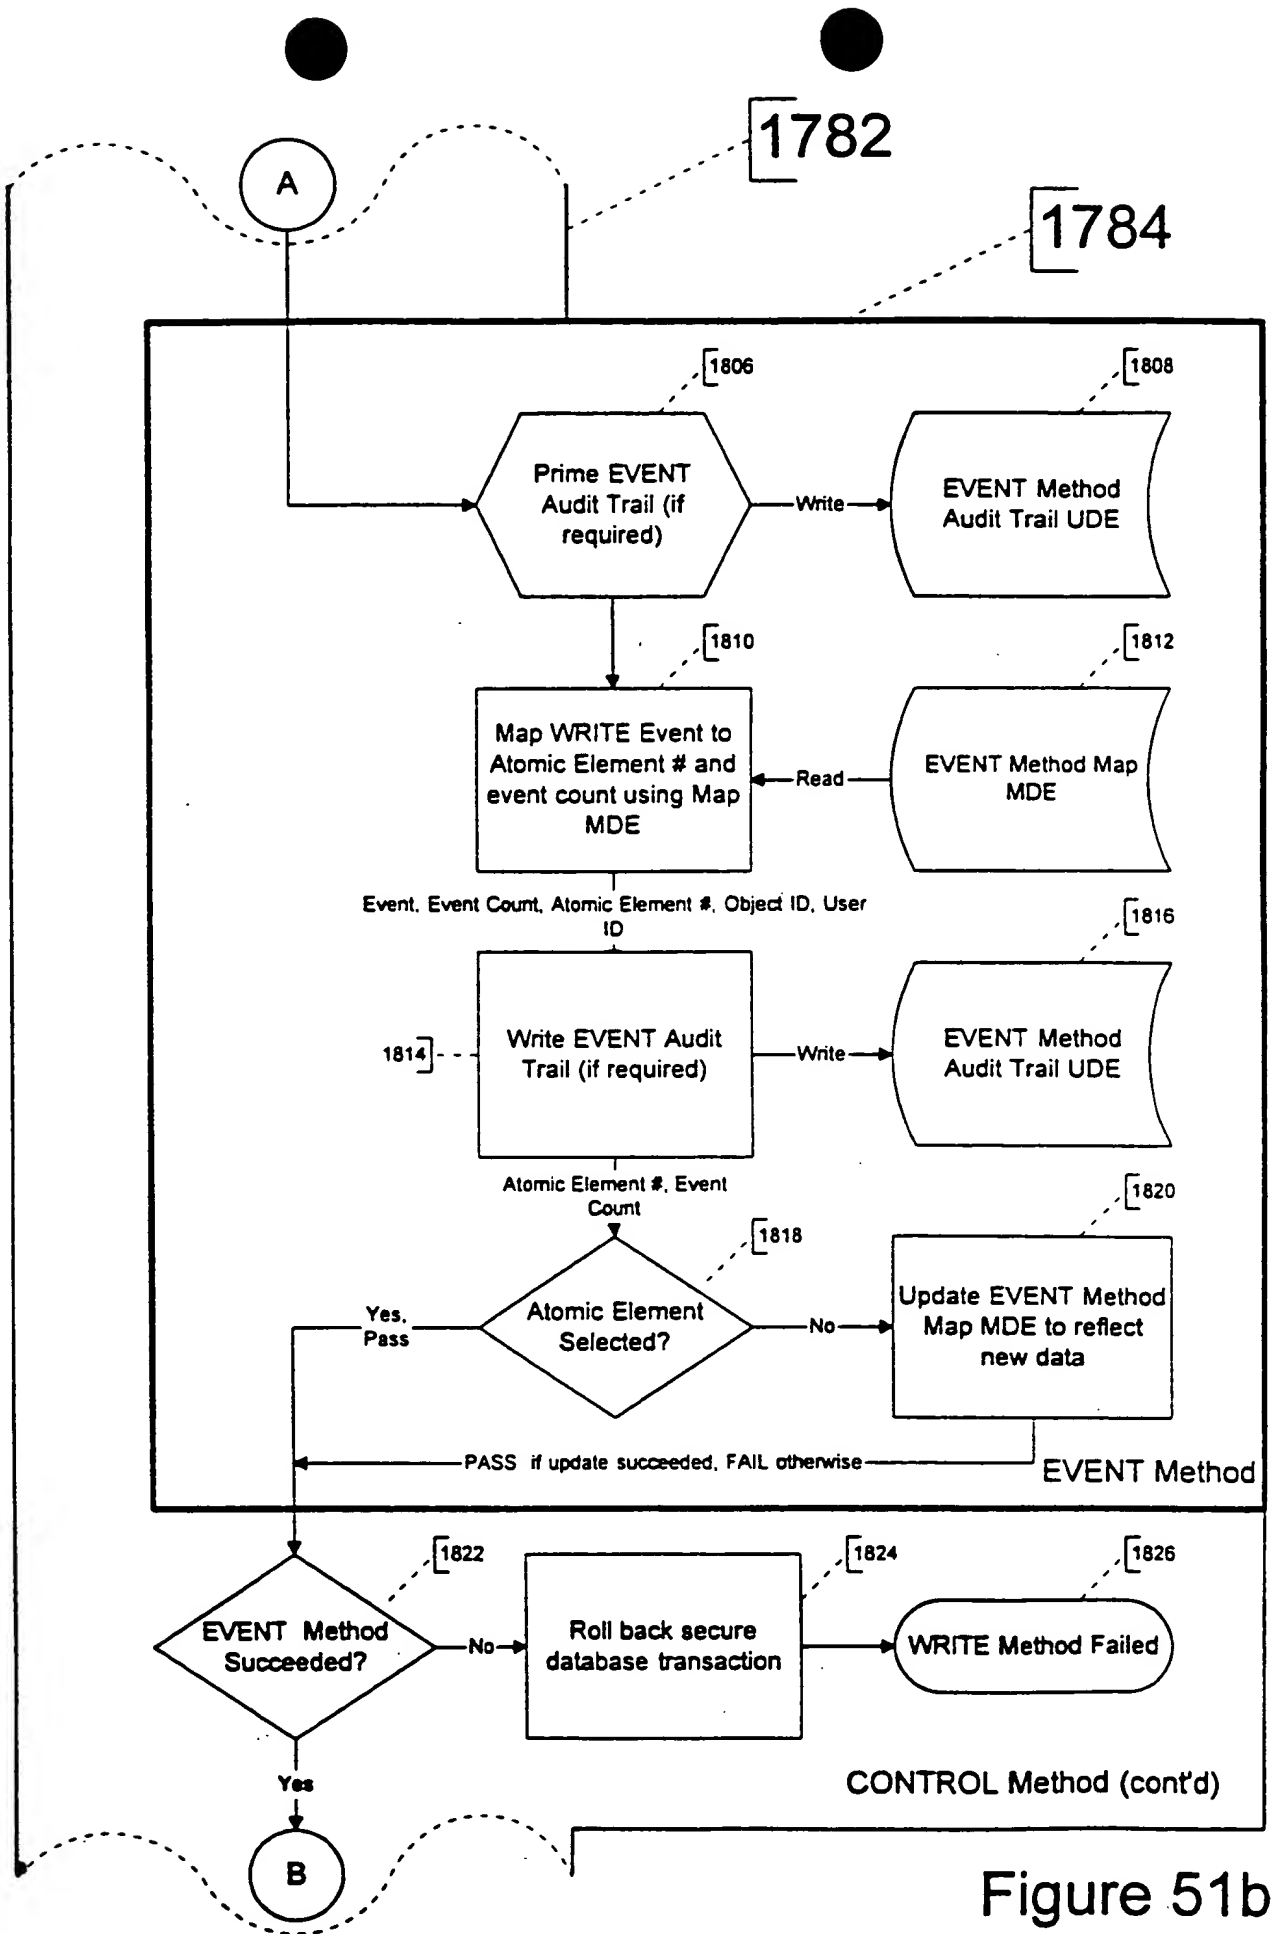 1782
A
1784
1806
1808
Prime EVENT
Audit Trail (if
required)
Write
EVENT Method
Audit Trail UDE
1810
1812
Map WRITE Event to
Atomic Element # and
event count using Map
MDE
Read
EVENT Method Map
MDE
Event, Event Count, Atomic Element #, Object ID, User
ID
1816
1814
Write EVENT Audit
Trail (if required)
Write
EVENT Method
Audit Trail UDE
Atomic Element #, Event
Count
1818
1820
Yes,
Pass
Atomic Element
Selected?
No
Update EVENT Method
Map MDE to reflect
new data
PASS if update succeeded, FAIL otherwise
EVENT Method
1822
1824
1826
EVENT Method
Succeeded?
No
Roll back secure
database transaction
WRITE Method Failed
Yes
CONTROL Method (cont'd)
B
Figure 51b